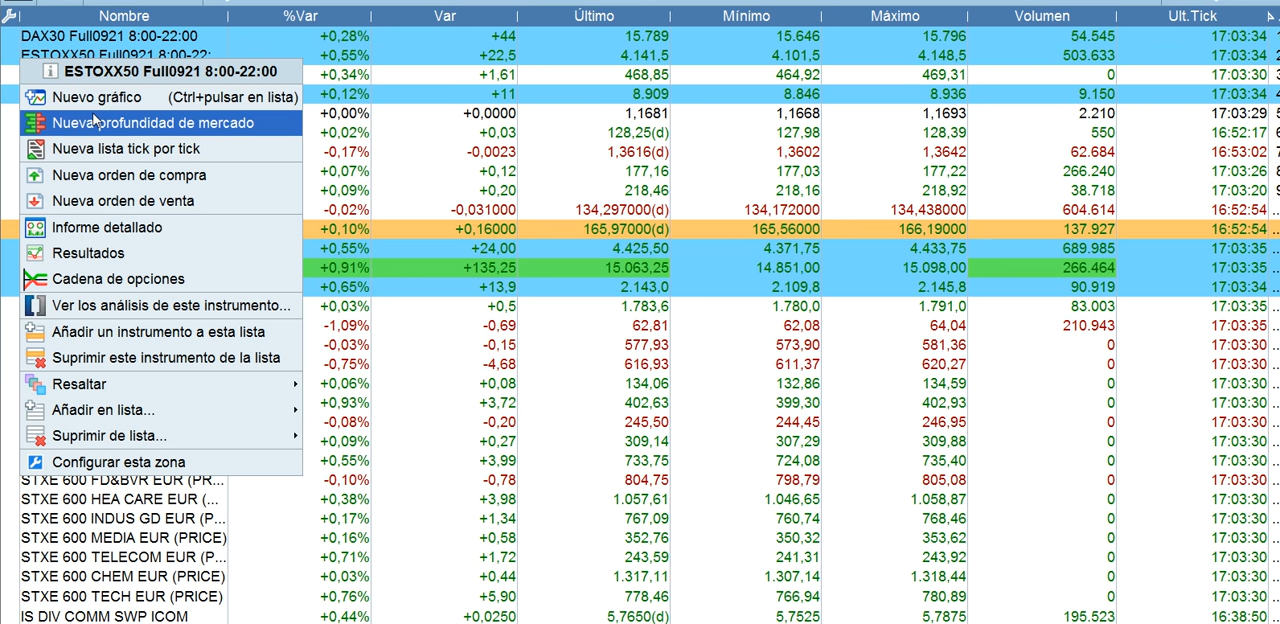 Nombre %Var Var Último Mínimo Máximo Volumen Ult.Tick
DAX30 Full0921 8:00-22:00 +0,28% +44 15.789 15.646 15.796 54.545 17:03:34
ESTOXX50 Full0921 8:00-22: +0,55% +22,5 4.141,5 4.101,5 4.148,5 503.633 17:03:34
ESTOXX50 Full0921 8:00-22:00 +0,34% +1,61 468,85 464,92 469,31 0 17:03:30
Nuevo gráfico (Ctrl+pulsar en lista) +0,12% +11 8.909 8.846 8.936 9.150 17:03:34
+0,00% +0,0000 1,1681 1,1668 1,1693 2.210 17:03:29
Nueva profundidad de mercado +0,02% +0,03 128,25(d) 127,98 128,39 550 16:52:17
Nueva lista tick por tick -0,17% -0,0023 1,3616(d) 1,3602 1,3642 62.684 16:53:02
Nueva orden de compra +0,07% +0,12 177,16 177,03 177,22 266.240 17:03:26
+0,09% +0,20 218,46 218,16 218,92 38.718 17:03:20
Nueva orden de venta -0,02% -0,031000 134,297000(d) 134,172000 134,438000 604.614 16:52:54
Informe detallado +0,10% +0,16000 165,97000(d) 165,56000 166,19000 137.927 16:52:54
Resultados +0,55% +24,00 4.425,50 4.371,75 4.433,75 689.985 17:03:35
+0,91% +135,25 15.063,25 14.851,00 15.098,00 266.464 17:03:35
Cadena de opciones +0,65% +13,9 2.143,0 2.109,8 2.145,8 90.919 17:03:34
Ver los análisis de este instrumento... +0,03% +0,5 1.783,6 1.780,0 1.791,0 83.003 17:03:35
Añadir un instrumento a esta lista -1,09% -0,69 62,81 62,08 64,04 210.943 17:03:35
-0,03% -0,15 577,93 573,90 581,36 0 17:03:30
Suprimir este instrumento de la lista -0,75% -4,68 616,93 611,37 620,27 0 17:03:30
Resaltar +0,06% +0,08 134,06 132,86 134,59 0 17:03:30
Añadir en lista... +0,93% +3,72 402,63 399,30 402,93 0 17:03:30
-0,08% -0,20 245,50 244,45 246,95 0 17:03:30
Suprimir de lista... +0,09% +0,27 309,14 307,29 309,88 0 17:03:30
Configurar esta zona +0,55% +3,99 733,75 724,08 735,40 0 17:03:30
STXE 600 FD&BVR EUR (PR... -0,10% -0,78 804,75 798,79 805,08 0 17:03:30
STXE 600 HEA CARE EUR (... +0,38% +3,98 1.057,61 1.046,65 1.058,87 0 17:03:30
STXE 600 INDUS GD EUR (P... +0,17% +1,34 767,09 760,74 768,46 0 17:03:30
STXE 600 MEDIA EUR (PRICE) +0,16% +0,58 352,76 350,32 353,62 0 17:03:30
STXE 600 TELECOM EUR (P... +0,71% +1,72 243,59 241,31 243,92 0 17:03:30
STXE 600 CHEM EUR (PRICE) +0,03% +0,44 1.317,11 1.307,14 1.318,44 0 17:03:30
STXE 600 TECH EUR (PRICE) +0,76% +5,90 778,46 766,94 780,89 0 17:03:30
IS DIV COMM SWP ICOM +0,44% +0,0250 5,7650(d) 5,7525 5,7875 195.523 16:38:50